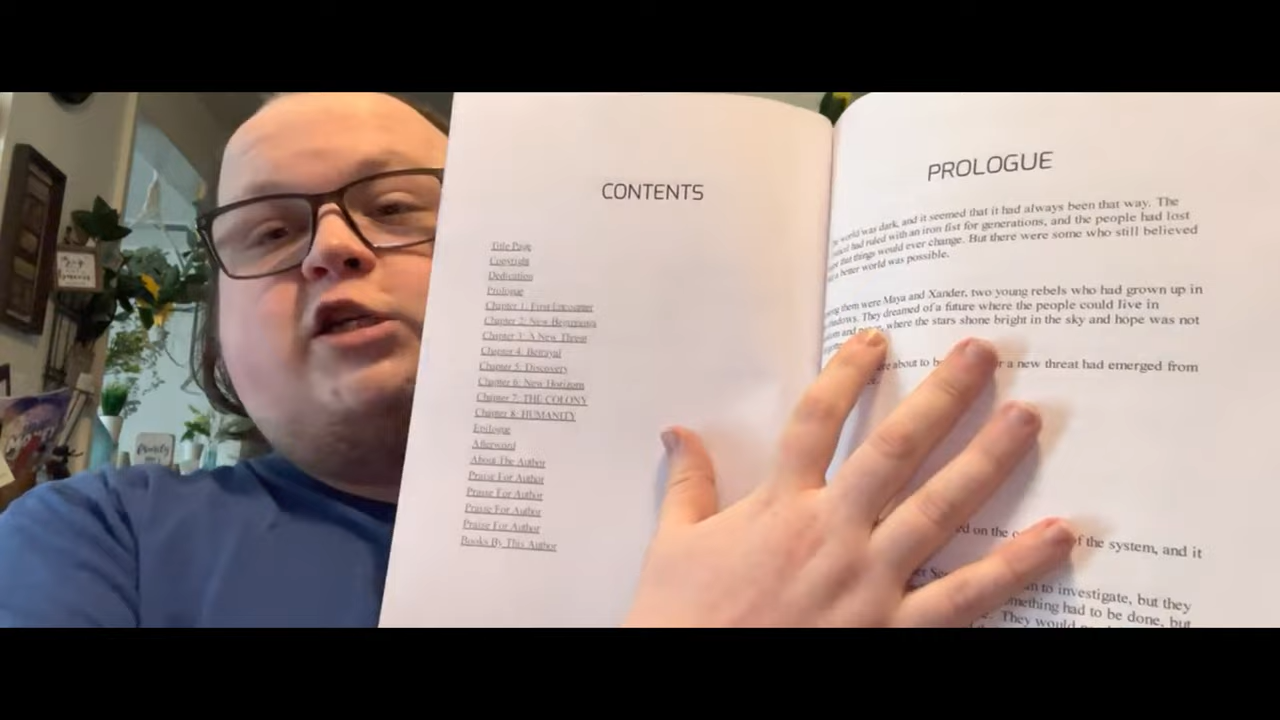 CONTENTS
Title Page
Copyright
Dedication
Prologue
Chapter 1: First Encounter
Chapter 2: New Beginnings
Chapter 3: A New Threat
Chapter 4: Betrayal
Chapter 5: Discovery
Chapter 6: New Horizons
Chapter 7: THE COLONY
Chapter 8: HUMANITY
Epilogue
Afterword
About The Author
Praise For Author
Praise For Author
Praise For Author
Praise For Author
Books By This Author
PROLOGUE
world was dark, and it seemed that it had always been that way. The
had ruled with an iron fist for generations, and the people had lost
that things would ever change. But there were some who still believed
a better world was possible.
them were Maya and Xander, two young rebels who had grown up in
They dreamed of a future where the people could live in
and where the stars shone bright in the sky and hope was not
about to a new threat had emerged from
on the of the system, and it
to investigate, but they
something had to be done, but
They would